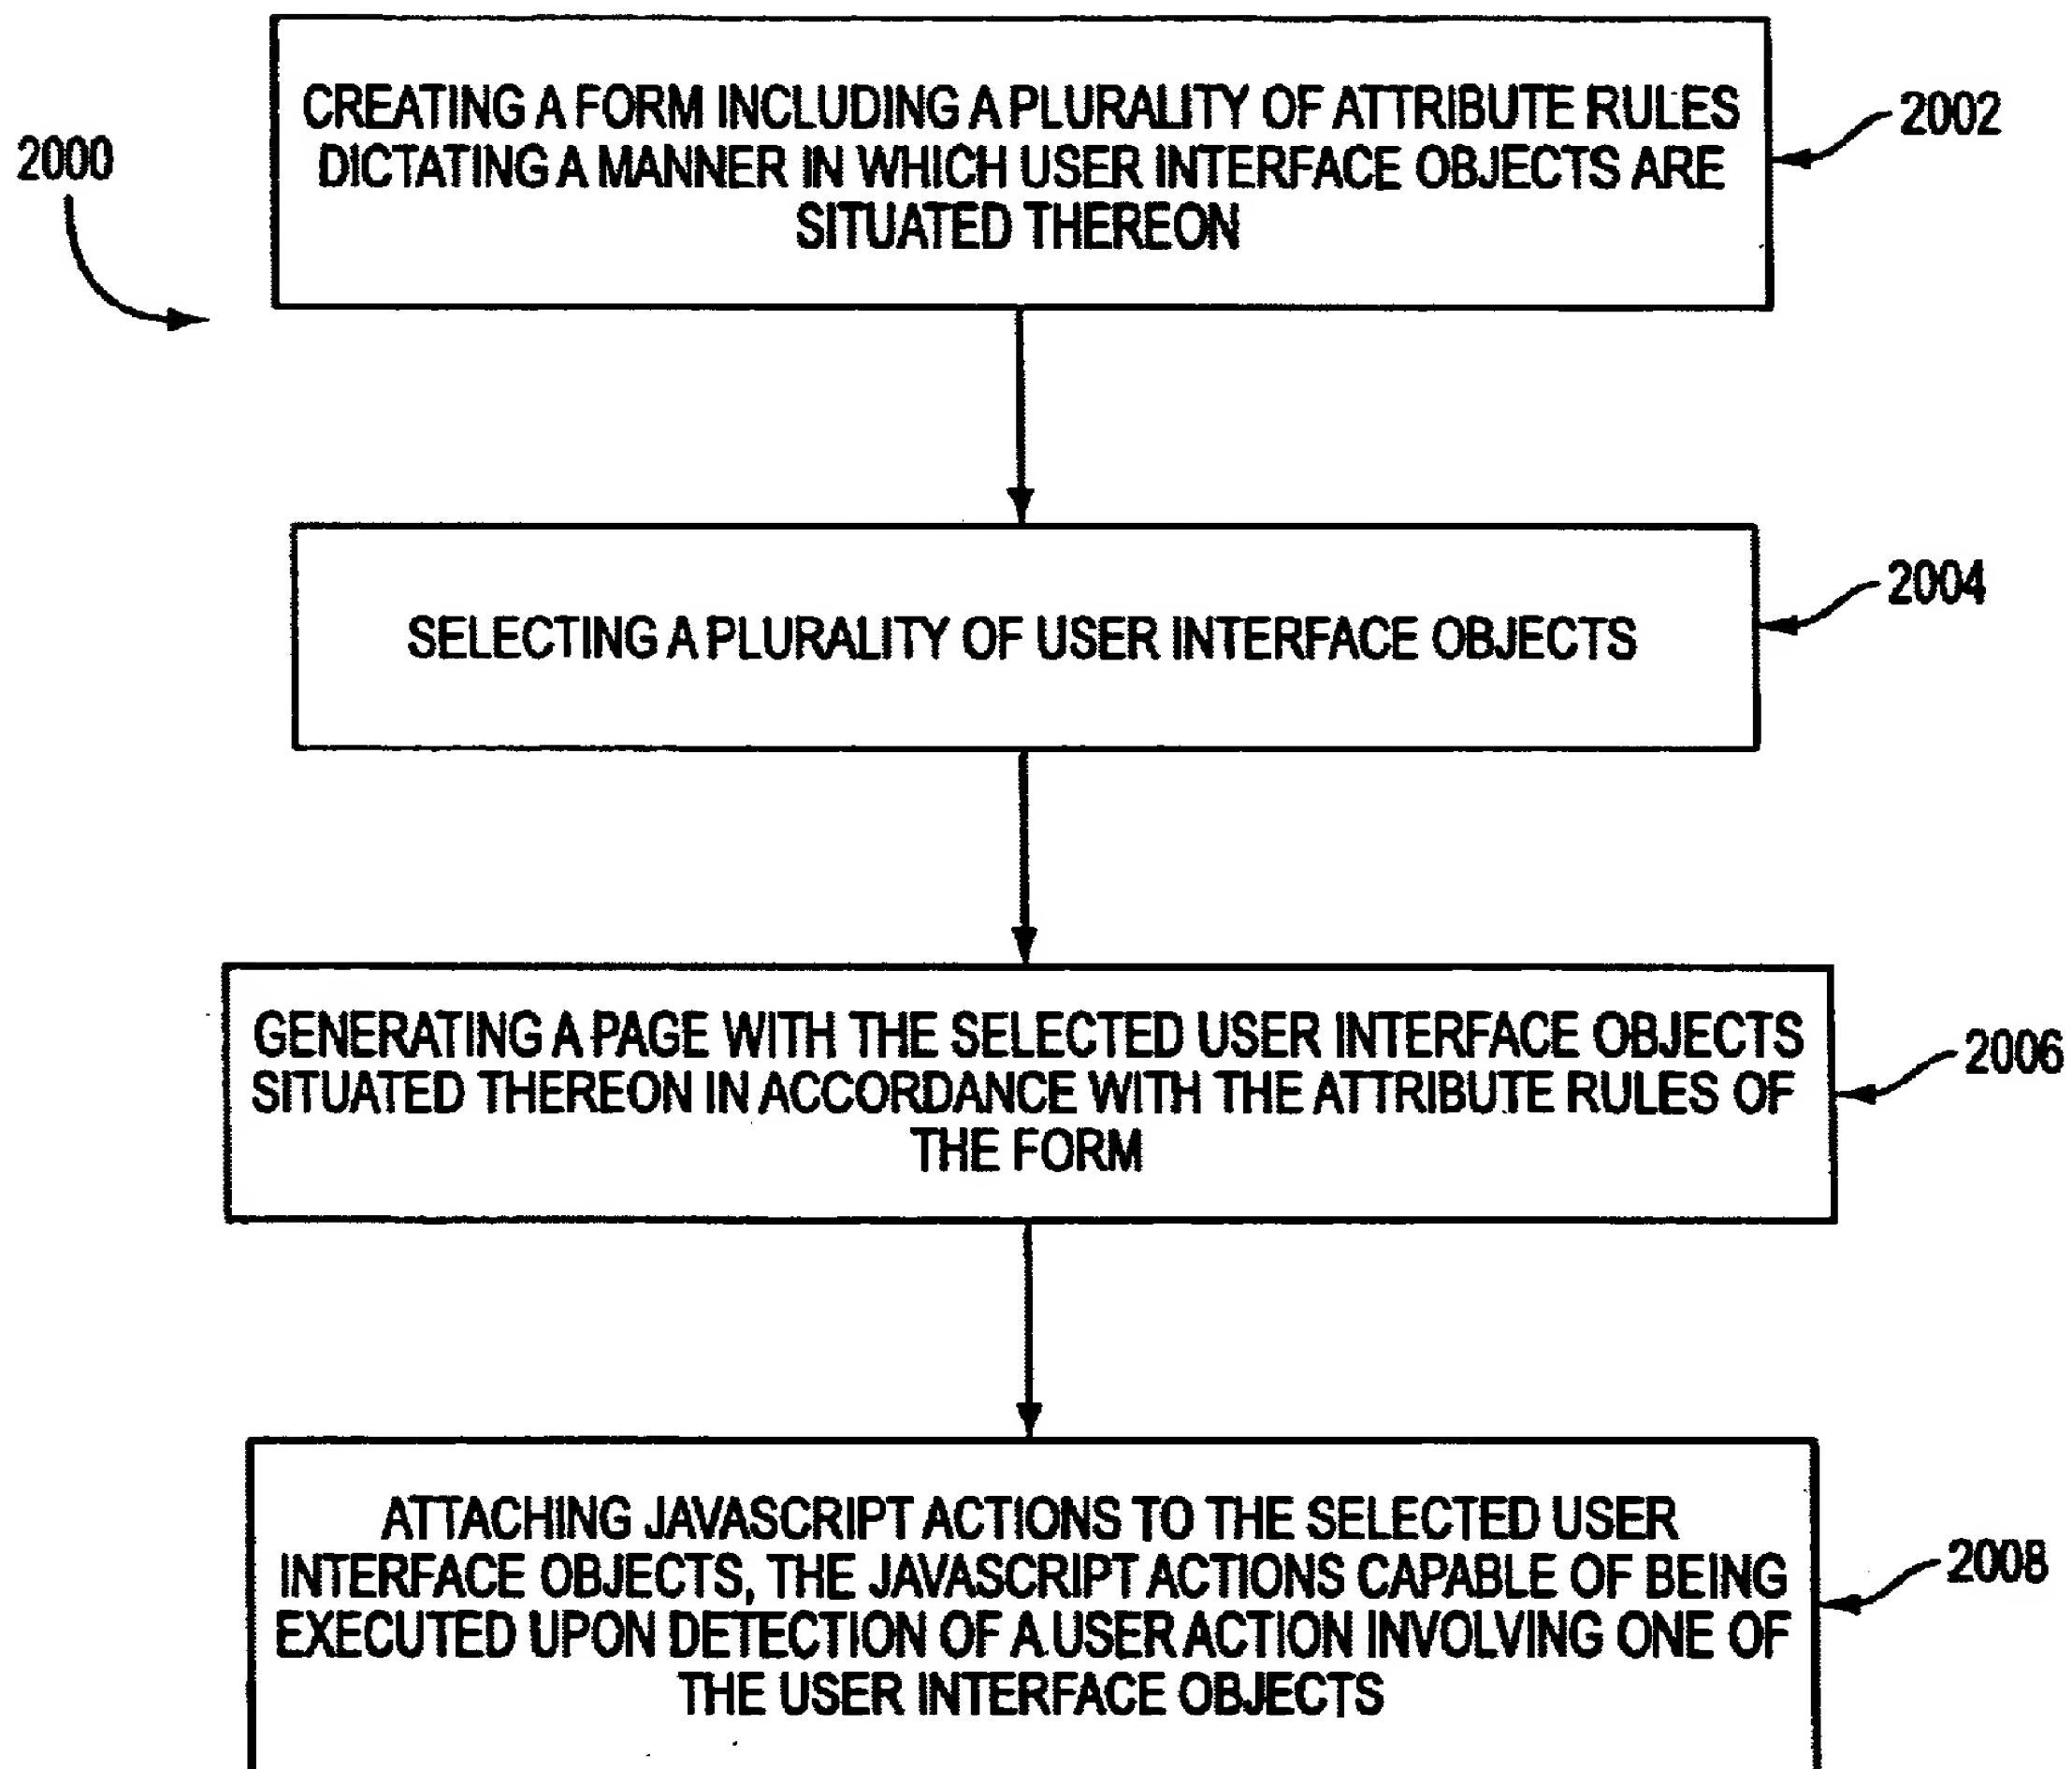 2000
CREATING A FORM INCLUDING A PLURALITY OF ATTRIBUTE RULES
DICTATING A MANNER IN WHICH USER INTERFACE OBJECTS ARE
SITUATED THEREON
2002
SELECTING A PLURALITY OF USER INTERFACE OBJECTS
2004
GENERATING A PAGE WITH THE SELECTED USER INTERFACE OBJECTS
SITUATED THEREON IN ACCORDANCE WITH THE ATTRIBUTE RULES OF
THE FORM
2006
ATTACHING JAVASCRIPT ACTIONS TO THE SELECTED USER
INTERFACE OBJECTS, THE JAVASCRIPT ACTIONS CAPABLE OF BEING
EXECUTED UPON DETECTION OF A USER ACTION INVOLVING ONE OF
THE USER INTERFACE OBJECTS
2008